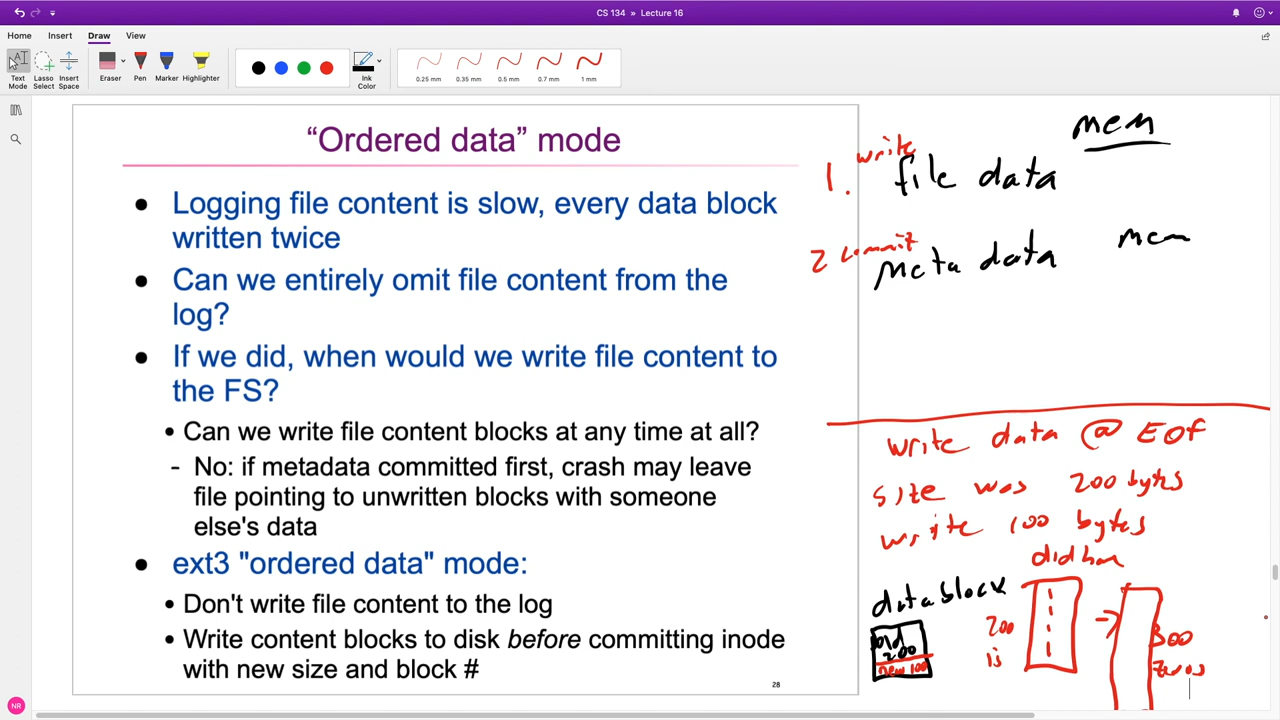 CS 134 » Lecture 16
Home Insert Draw View
Text Mode
Lasso Select
Insert Space
Eraser
Pen
Marker
Highlighter
Ink Color
0.25 mm 0.35 mm 0.5 mm 0.7 mm 1 mm
“Ordered data” mode
● Logging file content is slow, every data block
written twice
● Can we entirely omit file content from the
log?
● If we did, when would we write file content to
the FS?
• Can we write file content blocks at any time at all?
- No: if metadata committed first, crash may leave
file pointing to unwritten blocks with someone
else's data
● ext3 "ordered data" mode:
• Don't write file content to the log
• Write content blocks to disk before committing inode
with new size and block #
28
mem
1. write
file data
mem
2 commit
Meta data
write data @ EOF
size was 200 bytes
write 100 bytes
data block
old
200
new 100
200
is
300
zeros
NR